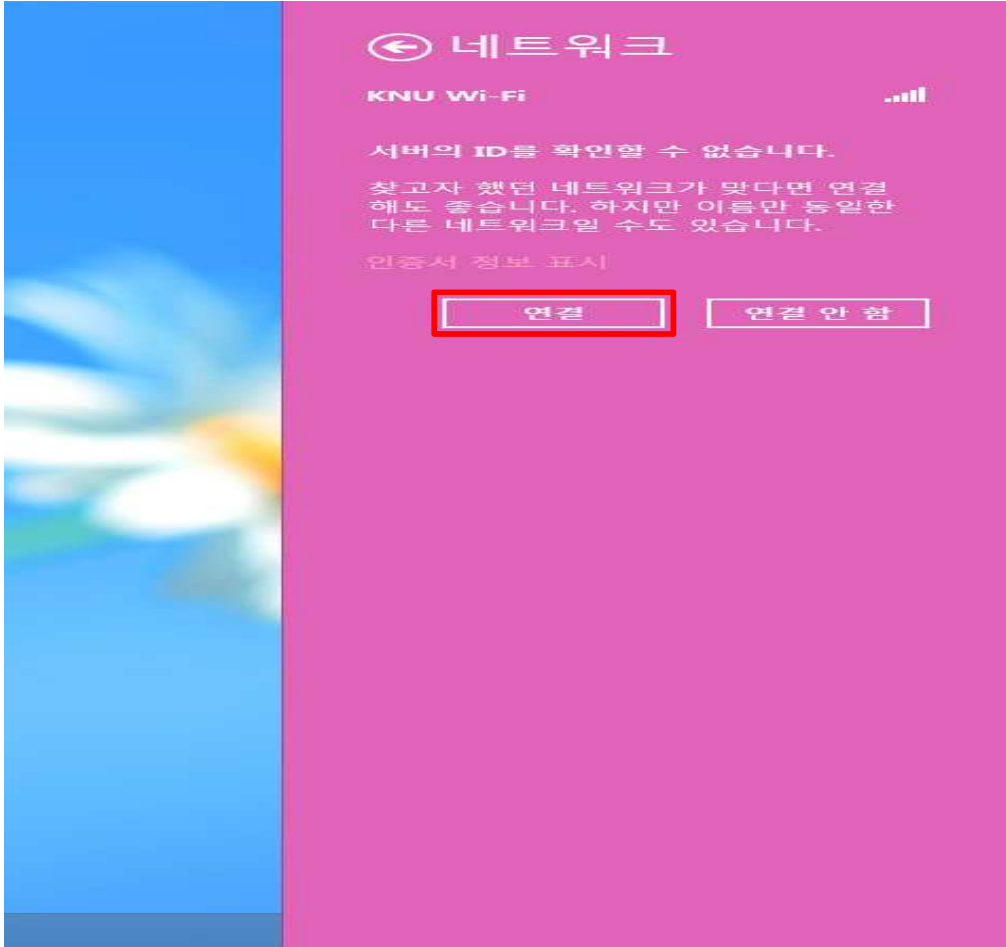 네트워크
KNU Wi-Fi
서버의 ID를 확인할 수 없습니다.
찾고자 했던 네트워크가 맞다면 연결
해도 좋습니다. 하지만 이름만 동일한
다른 네트워크일 수도 있습니다.
인증서 정보 표시
연결 연결 안 함